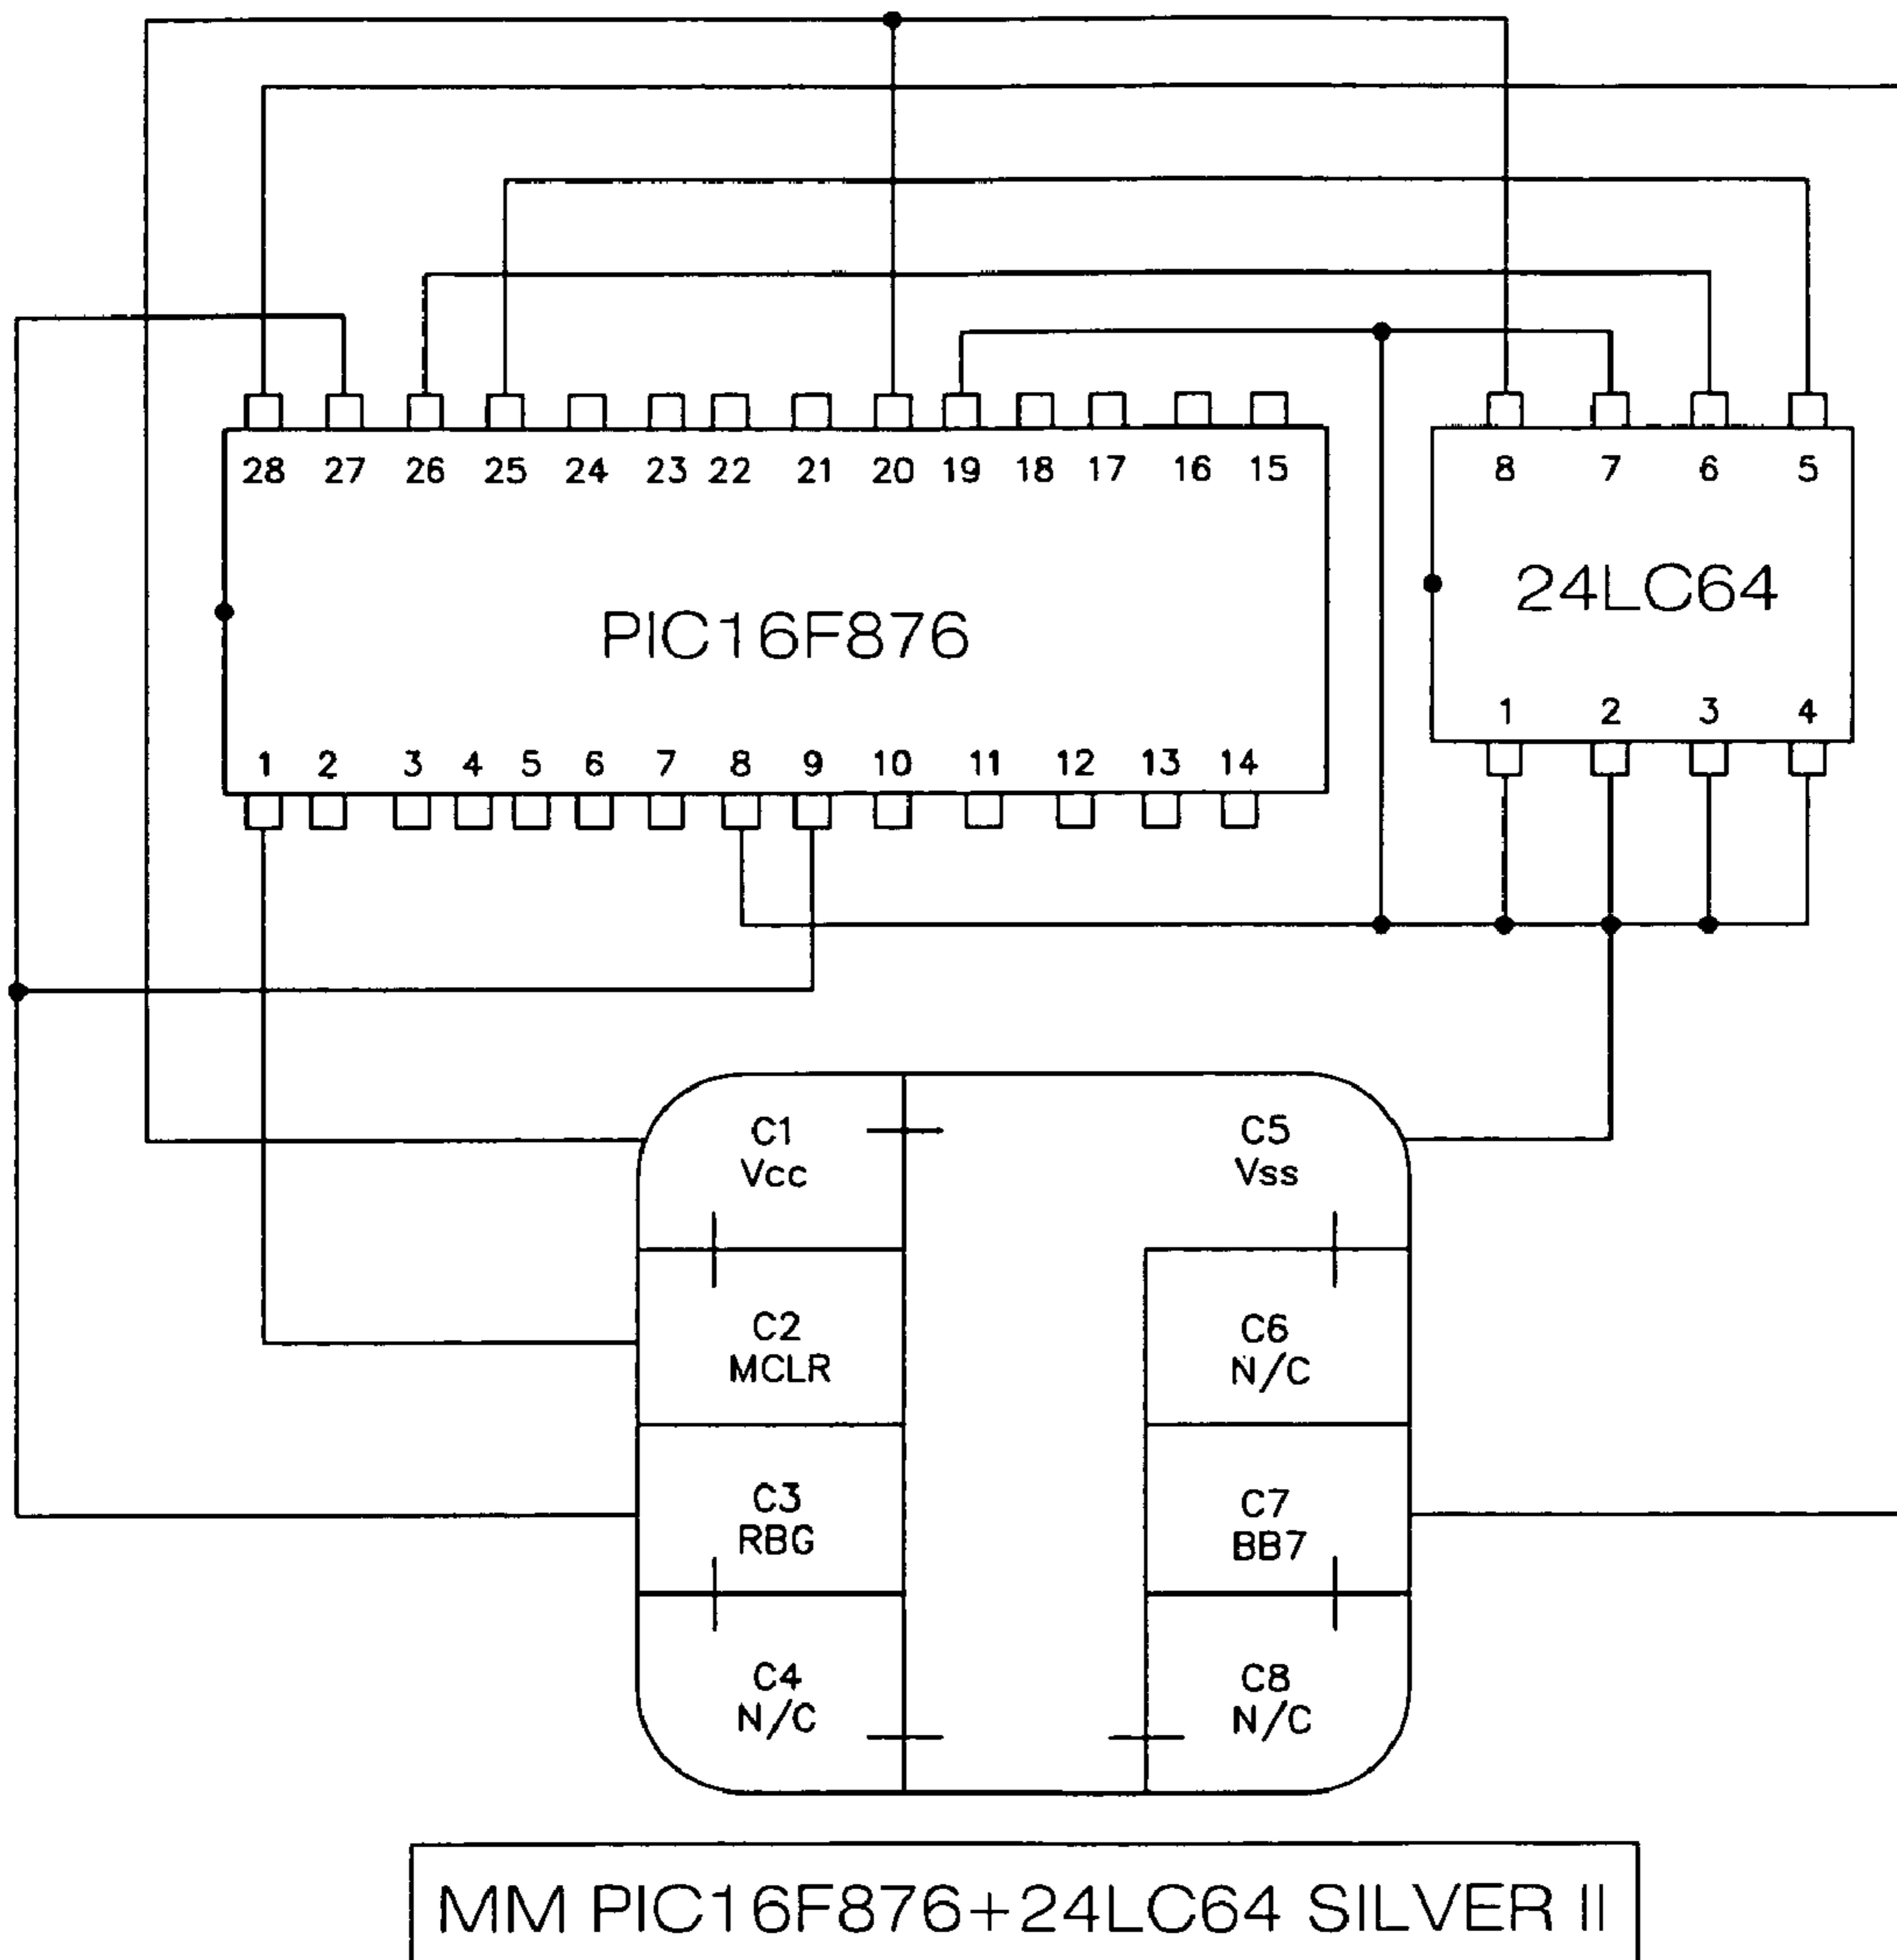 28 27 26 25 24 23 22 21 20 19 18 17 16 15
PIC16F876
1 2 3 4 5 6 7 8 9 10 11 12 13 14
8 7 6 5
24LC64
1 2 3 4
C1
Vcc
C2
MCLR
C3
RBG
C4
N/C
C5
Vss
C6
N/C
C7
BB7
C8
N/C
MM PIC16F876+24LC64 SILVER II